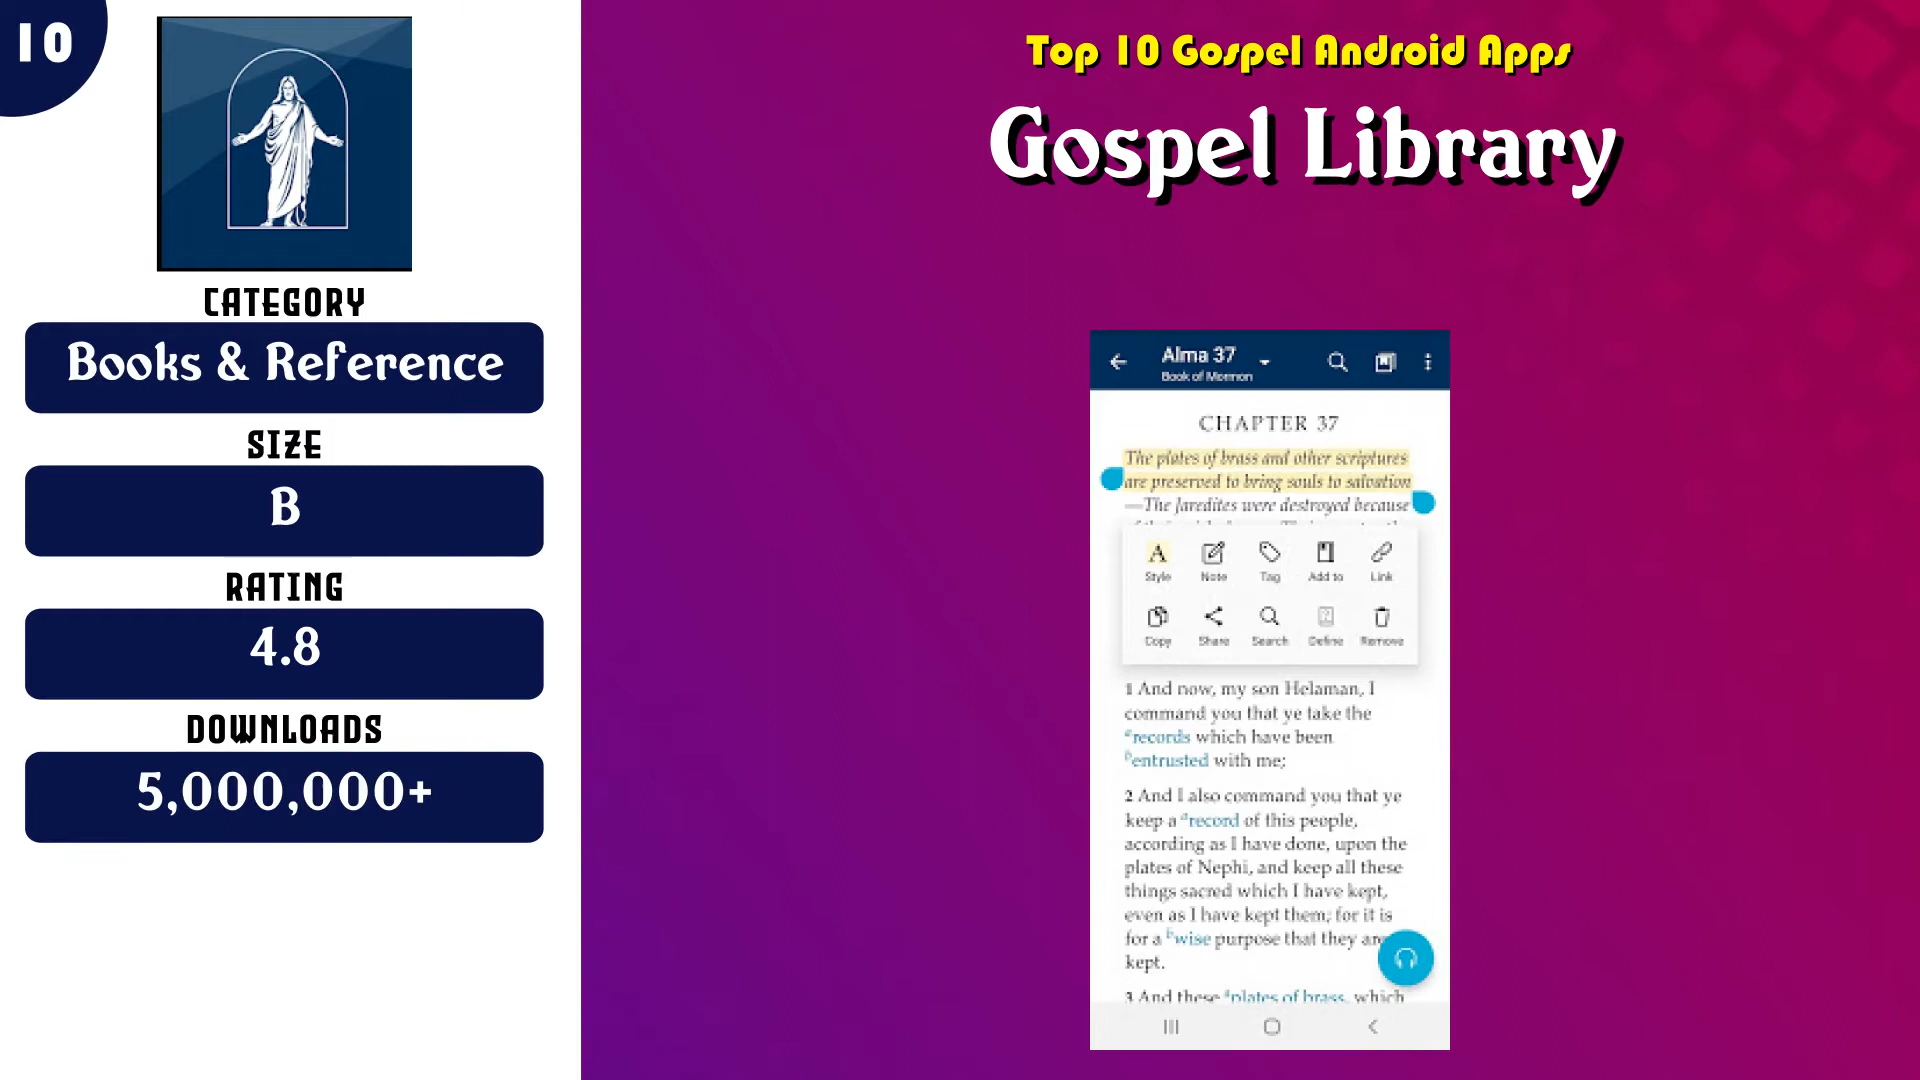 10
CATEGORY
Books & Reference
SIZE
B
RATING
4.8
DOWNLOADS
5,000,000+
Top 10 Gospel Android Apps
Gospel Library
Alma 37
Book of Mormon
CHAPTER 37
The plates of brass and other scriptures
are preserved to bring souls to salvation
—The Jaredites were destroyed because
Style Note Tag Add to Link
Copy Share Search Define Remove
1 And now, my son Helaman, I
command you that ye take the
a records which have been
b entrusted with me;
2 And I also command you that ye
keep a a record of this people,
according as I have done, upon the
plates of Nephi, and keep all these
things sacred which I have kept,
even as I have kept them; for it is
for a b wise purpose that they are
kept.
3 And these a plates of brass, which